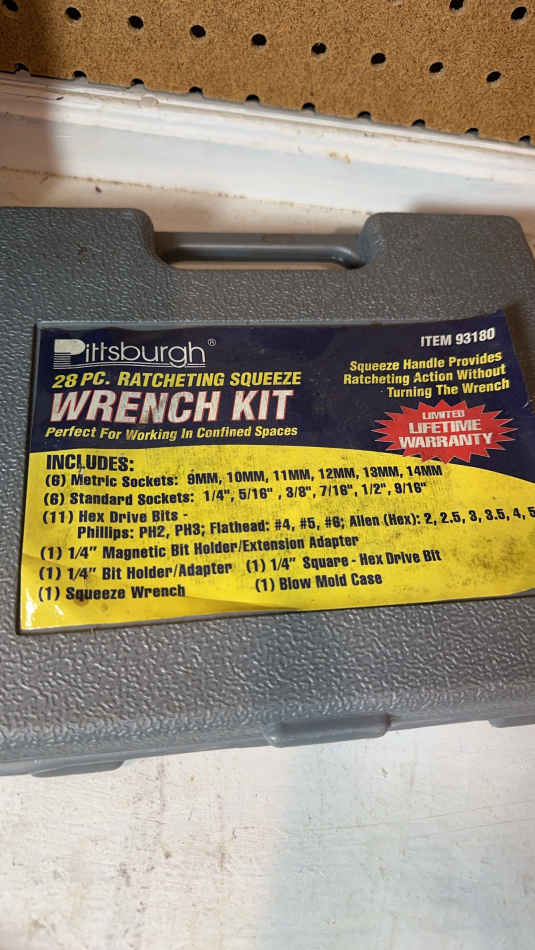 Pittsburgh®
ITEM 93180
28 PC. RATCHETING SQUEEZE
WRENCH KIT
Perfect For Working In Confined Spaces
Squeeze Handle Provides
Ratcheting Action Without
Turning The Wrench
LIMITED
LIFETIME
WARRANTY
INCLUDES:
(6) Metric Sockets: 9MM, 10MM, 11MM, 12MM, 13MM, 14MM
(6) Standard Sockets: 1/4", 5/16", 3/8", 7/16", 1/2", 9/16"
(11) Hex Drive Bits -
Phillips: PH2, PH3; Flathead: #4, #5, #6; Allen (Hex): 2, 2.5, 3, 3.5, 4, 5
(1) 1/4" Magnetic Bit Holder/Extension Adapter
(1) 1/4" Bit Holder/Adapter (1) 1/4" Square - Hex Drive Bit
(1) Squeeze Wrench (1) Blow Mold Case